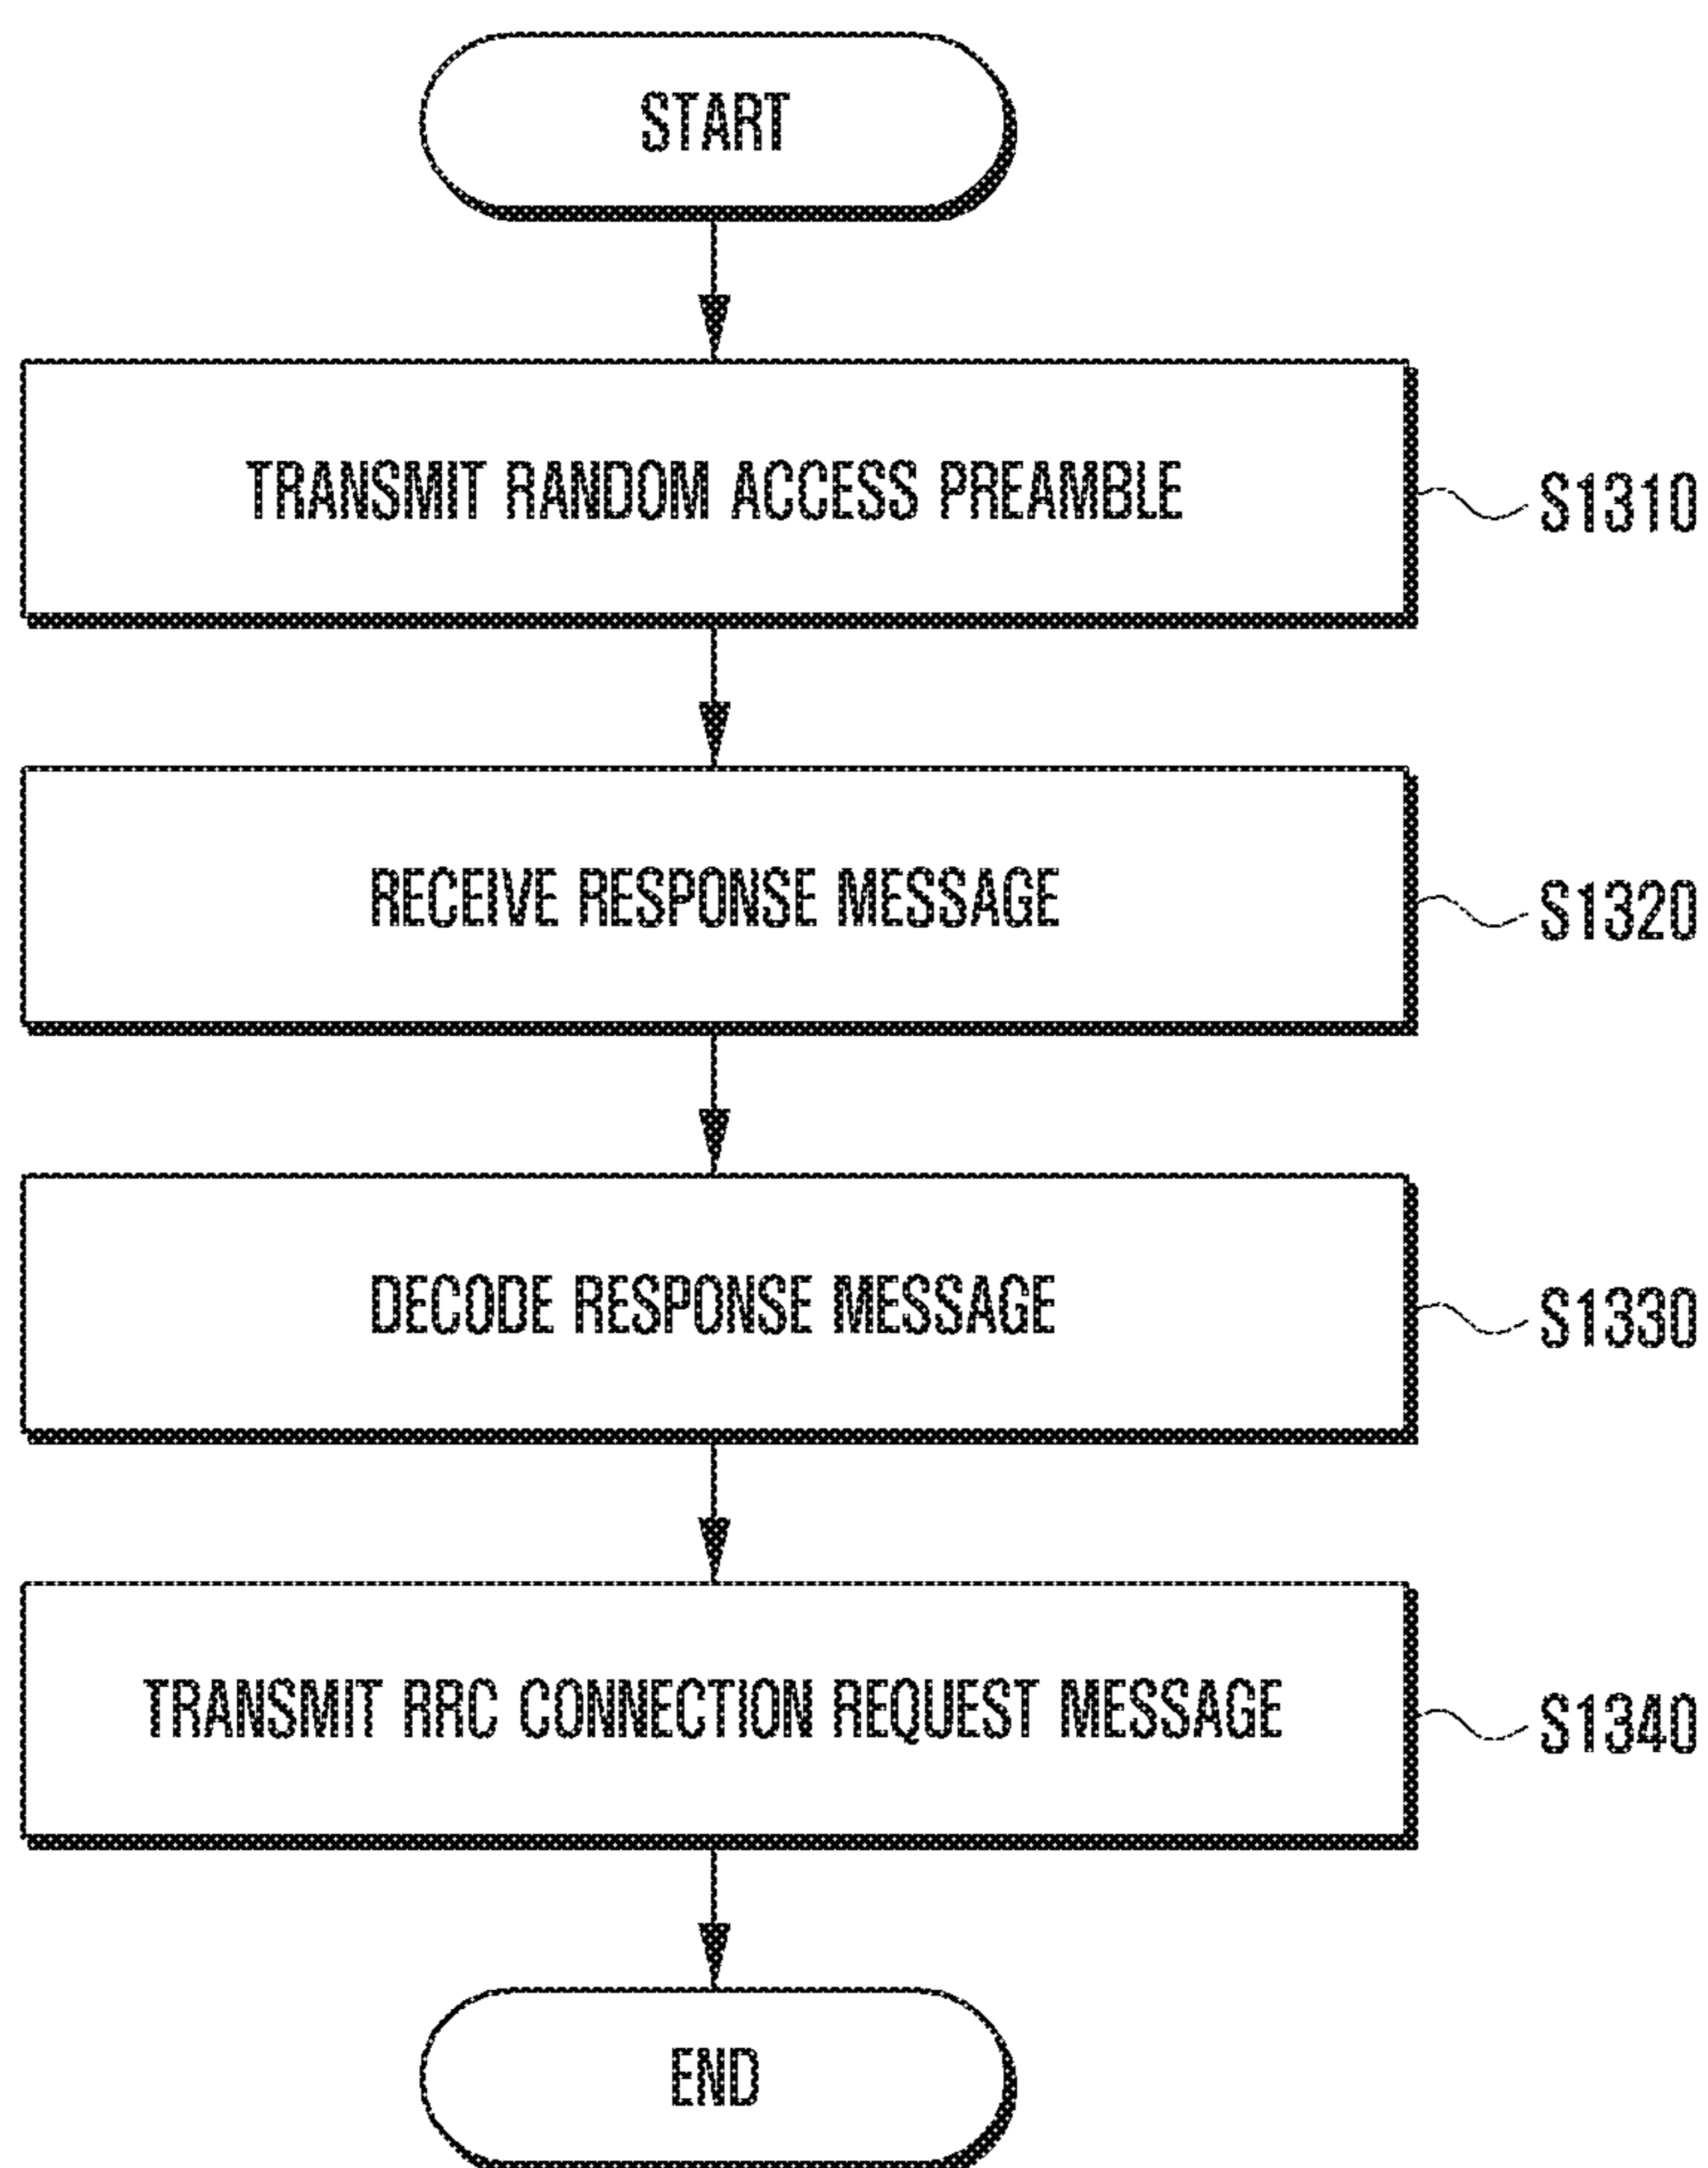 START
TRANSMIT RANDOM ACCESS PREAMBLE
S1310
RECEIVE RESPONSE MESSAGE
S1320
DECODE RESPONSE MESSAGE
S1330
TRANSMIT RRC CONNECTION REQUEST MESSAGE
S1340
END